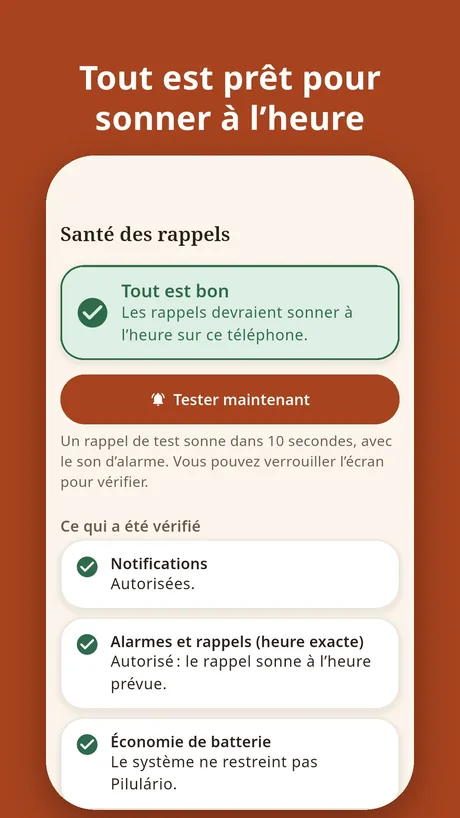 Tout est prêt pour
sonner à l’heure
Santé des rappels
Tout est bon
Les rappels devraient sonner à
l’heure sur ce téléphone.
Tester maintenant
Un rappel de test sonne dans 10 secondes, avec
le son d’alarme. Vous pouvez verrouiller l’écran
pour vérifier.
Ce qui a été vérifié
Notifications
Autorisées.
Alarmes et rappels (heure exacte)
Autorisé : le rappel sonne à l’heure
prévue.
Économie de batterie
Le système ne restreint pas
Pilulário.